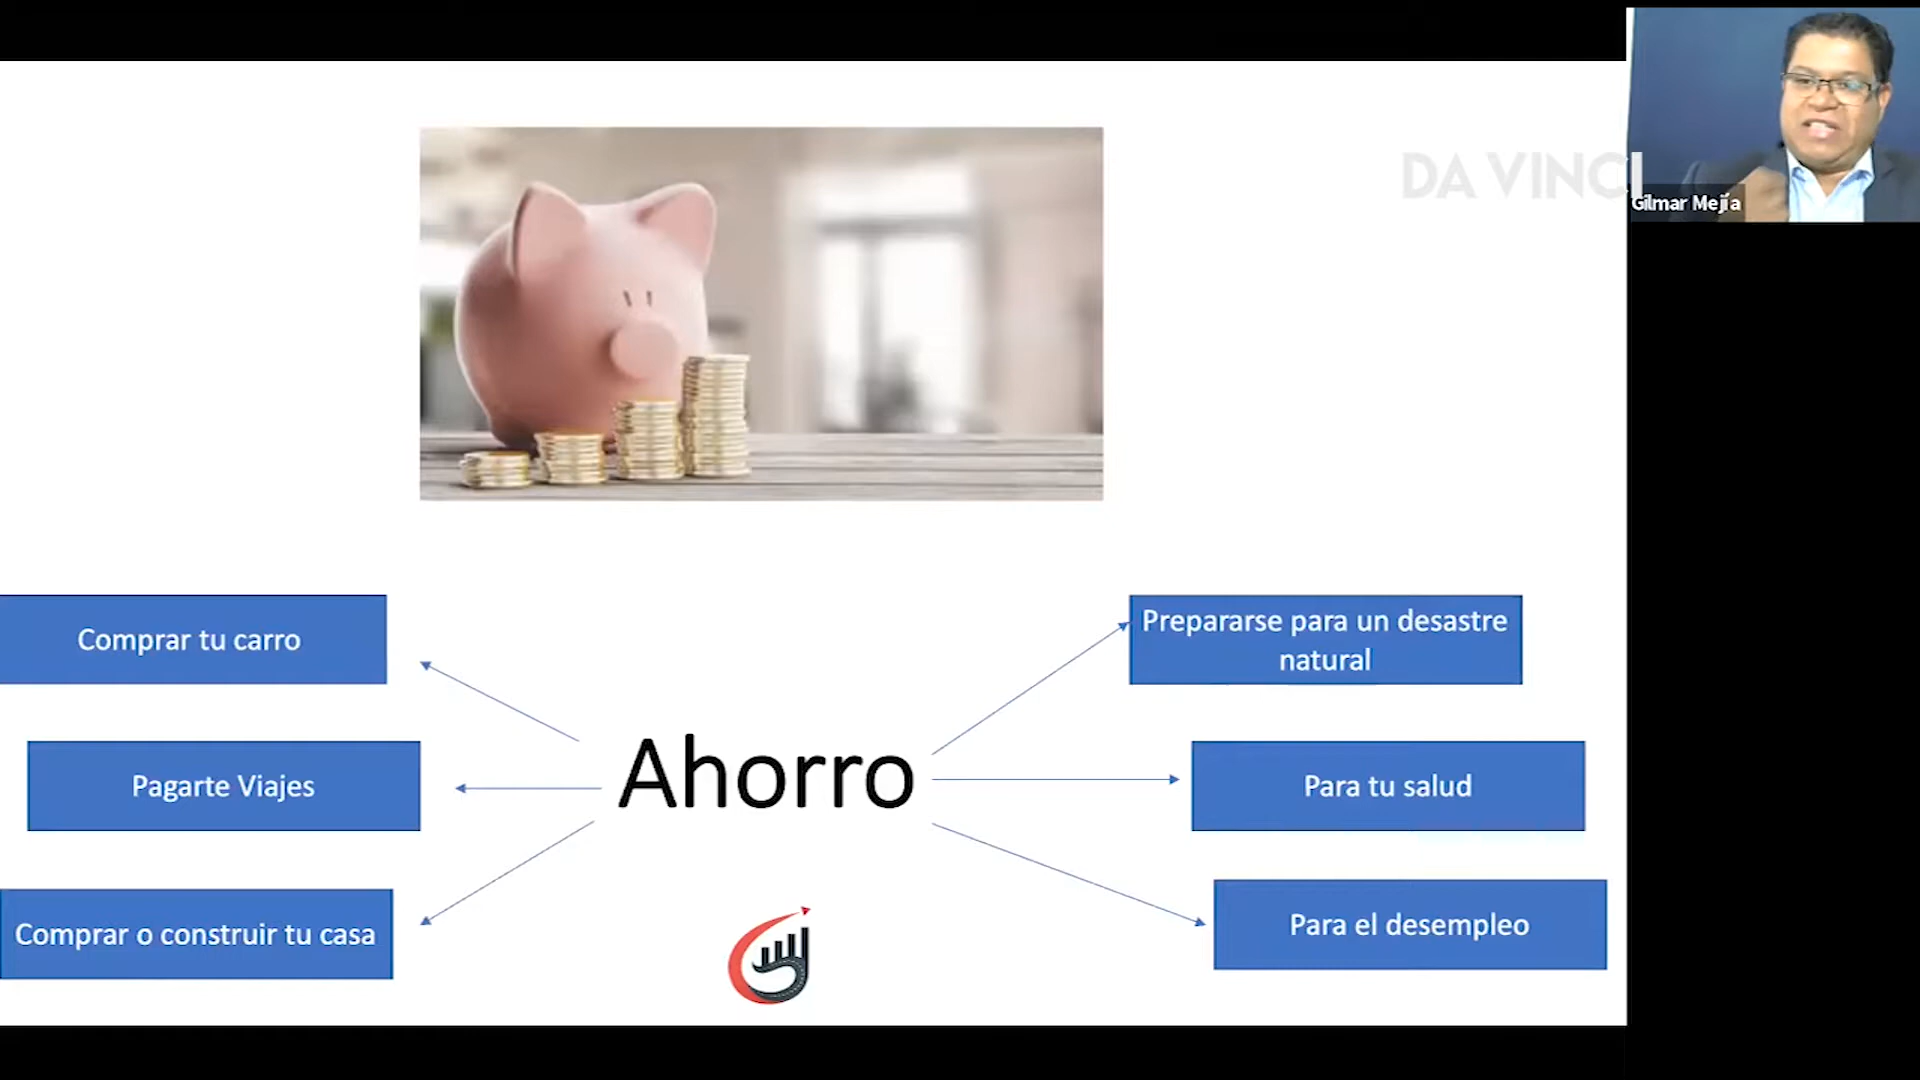 DA VINCI
Gilmar Mejía
Comprar tu carro
Pagarte Viajes
Comprar o construir tu casa
Ahorro
Prepararse para un desastre
natural
Para tu salud
Para el desempleo